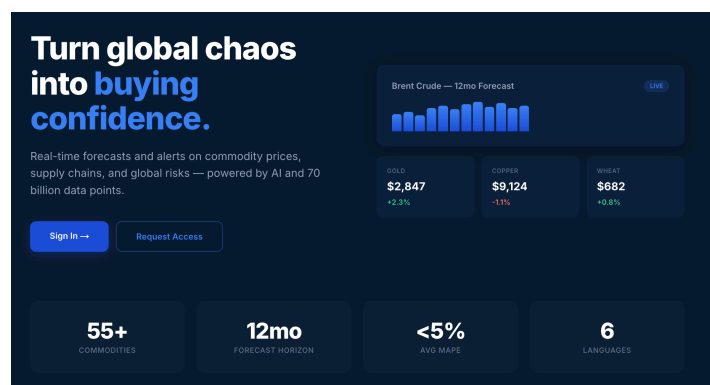 Turn global chaos
into buying
confidence.
Real-time forecasts and alerts on commodity prices,
supply chains, and global risks — powered by AI and 70
billion data points.
Sign In →
Request Access
Brent Crude — 12mo Forecast
LIVE
GOLD
$2,847
+2.3%
COPPER
$9,124
-1.1%
WHEAT
$682
+0.8%
55+
COMMODITIES
12mo
FORECAST HORIZON
<5%
AVG MAPE
6
LANGUAGES